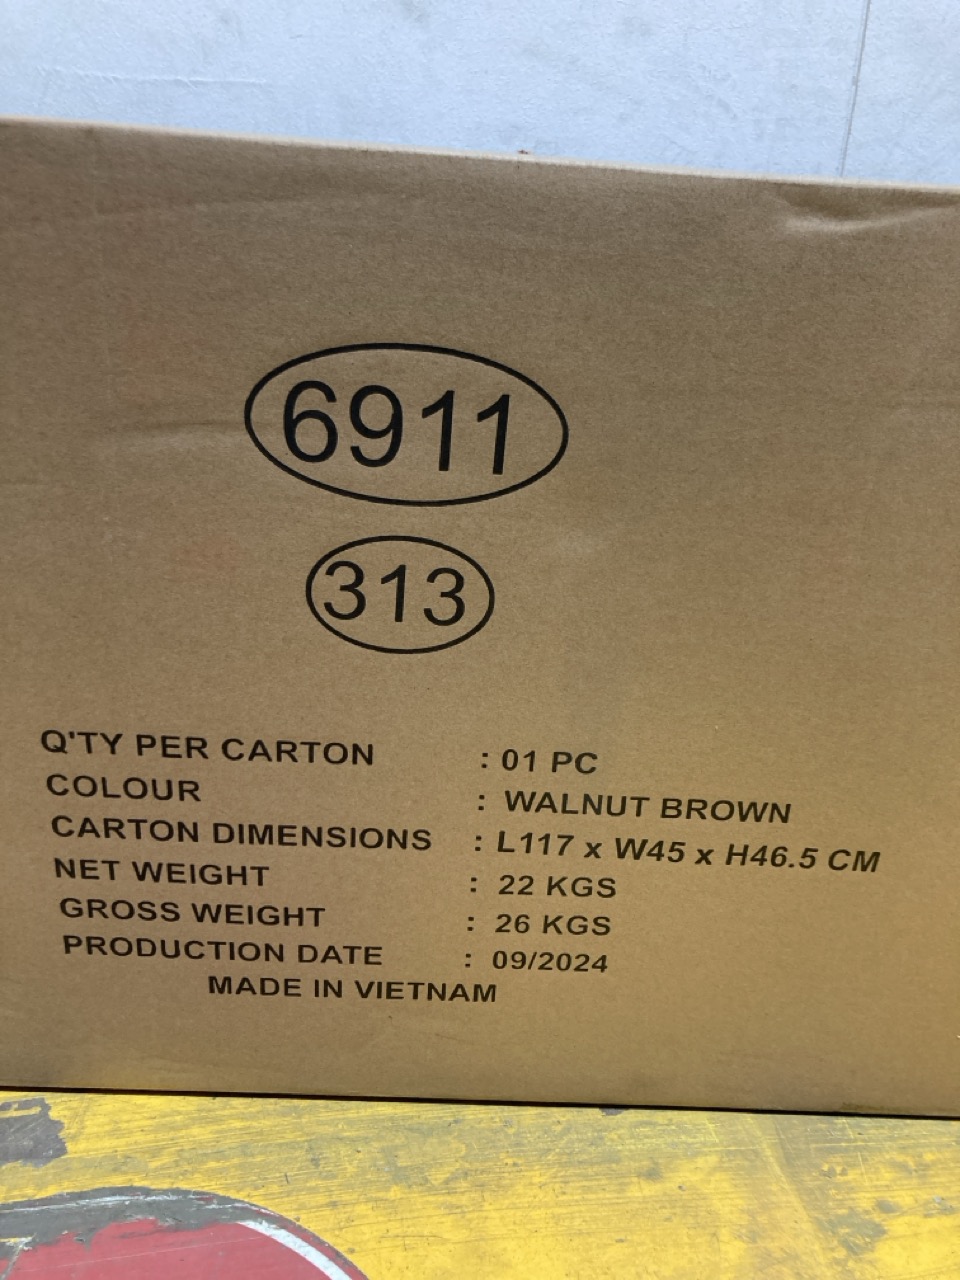 6911
313
Q'TY PER CARTON : 01 PC
COLOUR : WALNUT BROWN
CARTON DIMENSIONS : L117 x W45 x H46.5 CM
NET WEIGHT : 22 KGS
GROSS WEIGHT : 26 KGS
PRODUCTION DATE : 09/2024
MADE IN VIETNAM